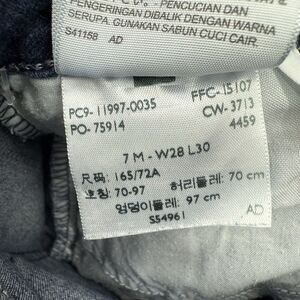 PENCUCIAN DAN
PENGERINGAN DIBALIK DENGAN WARNA
SERUPA. GUNAKAN SABUN CUCI CAIR.
S41158 AD
PC9-11997-0035 FFC-15107
PO-75914 CW-3713
4459
7 M - W28 L30
尺码: 165/72A
호칭: 70-97 허리둘레: 70 cm
엉덩이둘레: 97 cm
S54961 AD